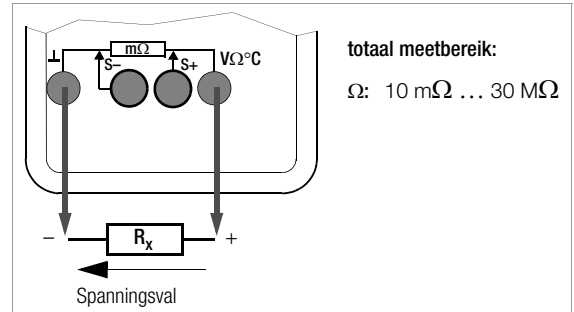 ⊥ mΩ VΩ°C
S– S+
totaal meetbereik:
Ω: 10 mΩ … 30 MΩ
– Rx +
Spanningsval